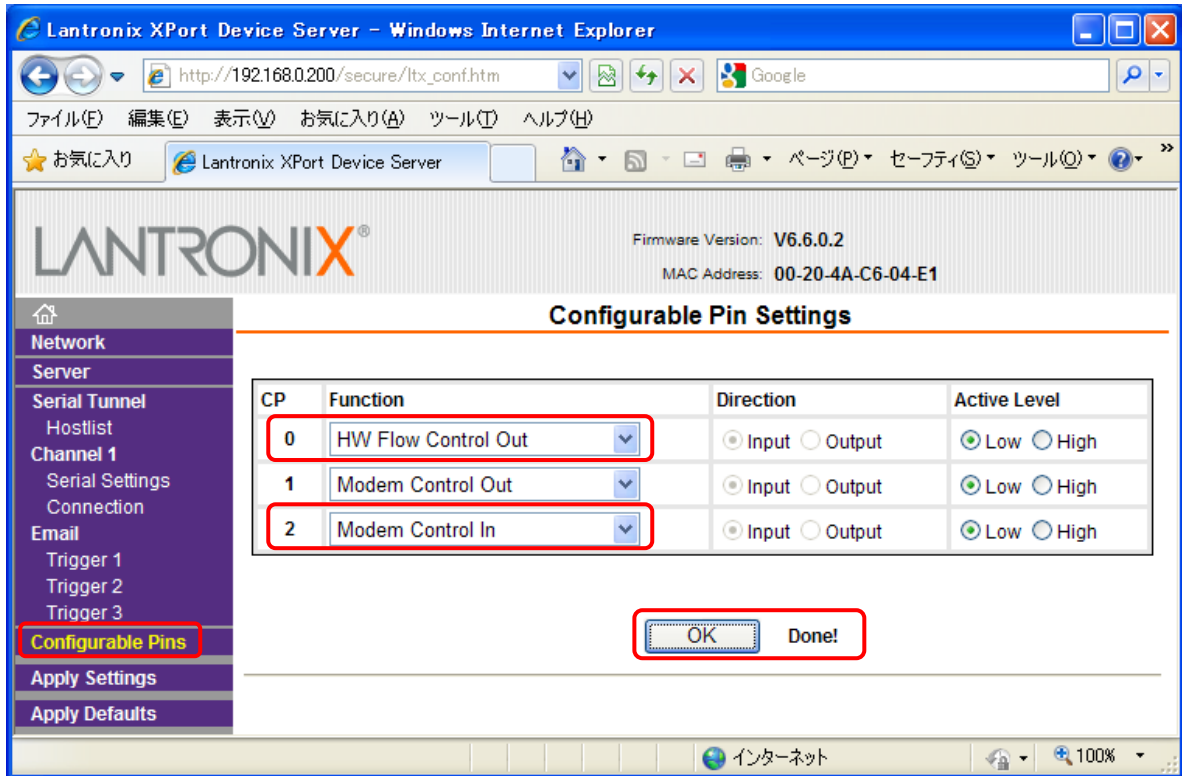 Lantronix XPort Device Server - Windows Internet Explorer
http://192.168.0.200/secure/ltx_conf.htm
Google
ファイル(F) 編集(E) 表示(V) お気に入り(A) ツール(T) ヘルプ(H)
お気に入り Lantronix XPort Device Server ページ(P) セーフティ(S) ツール(O) »
LANTRONIX®
Firmware Version: V6.6.0.2
MAC Address: 00-20-4A-C6-04-E1
Network
Server
Serial Tunnel
Hostlist
Channel 1
Serial Settings
Connection
Email
Trigger 1
Trigger 2
Trigger 3
Configurable Pins
Apply Settings
Apply Defaults
Configurable Pin Settings
CP Function Direction Active Level
0 HW Flow Control Out Input Output Low High
1 Modem Control Out Input Output Low High
2 Modem Control In Input Output Low High
OK Done!
インターネット 100%